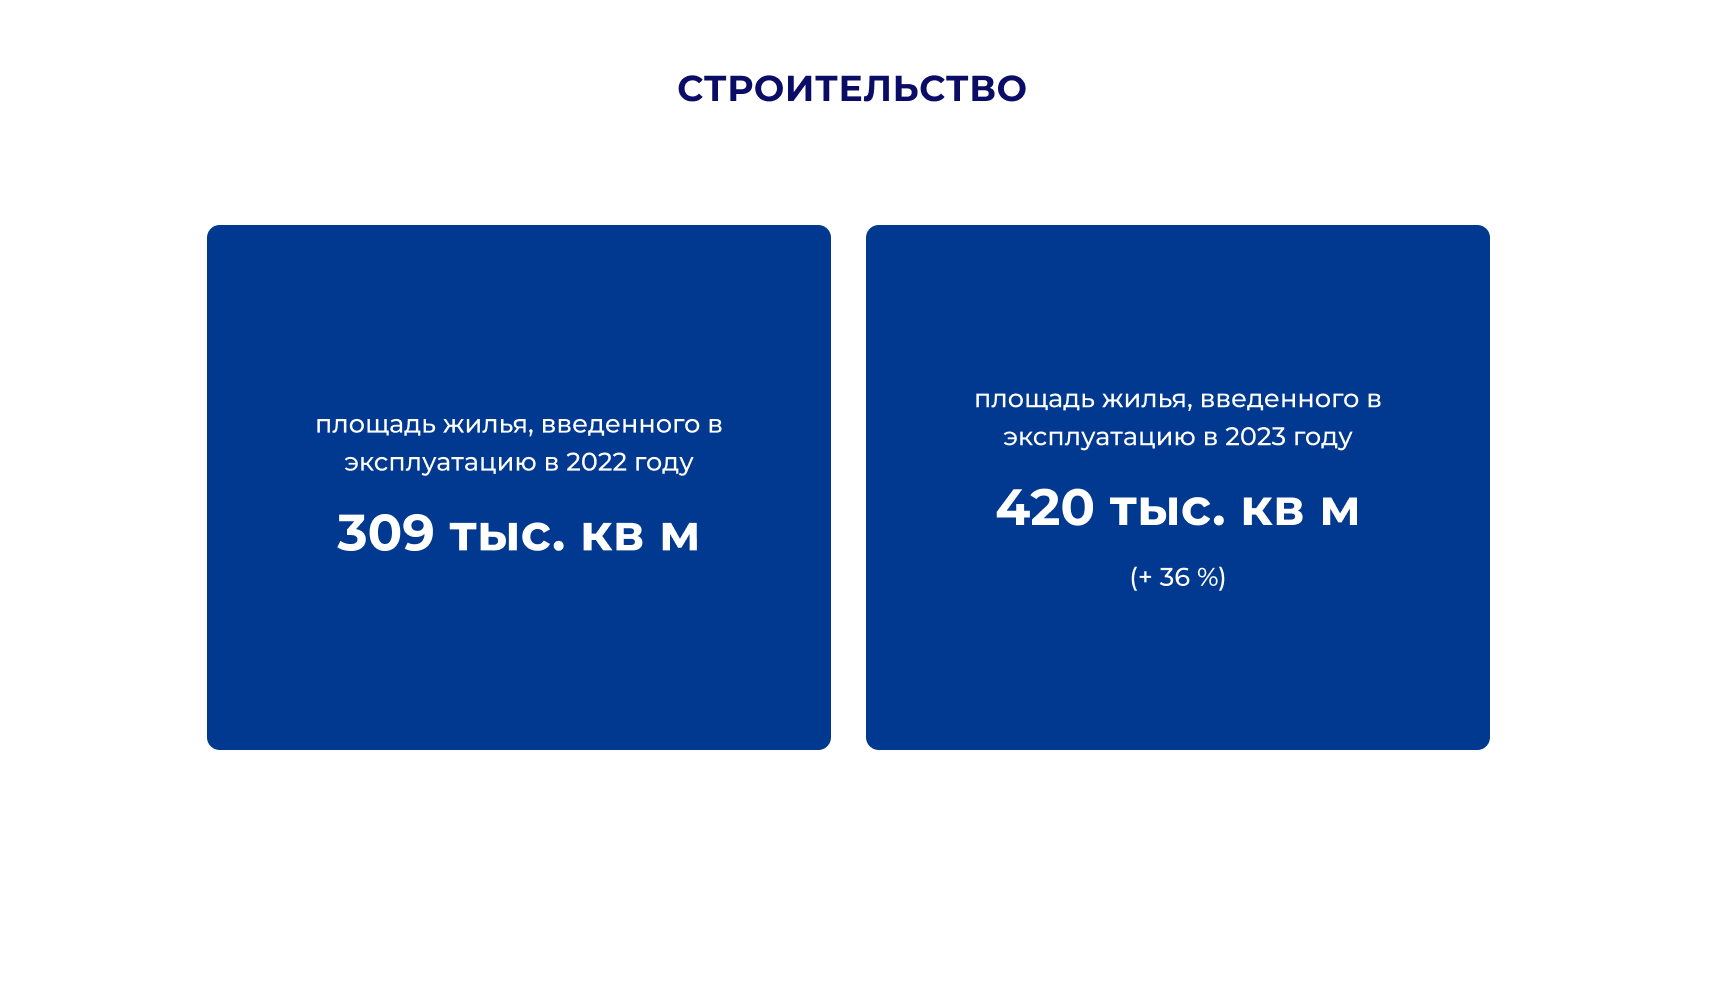 СТРОИТЕЛЬСТВО
площадь жилья, введенного в
эксплуатацию в 2022 году
309 тыс. кв м
площадь жилья, введенного в
эксплуатацию в 2023 году
420 тыс. кв м
(+ 36 %)